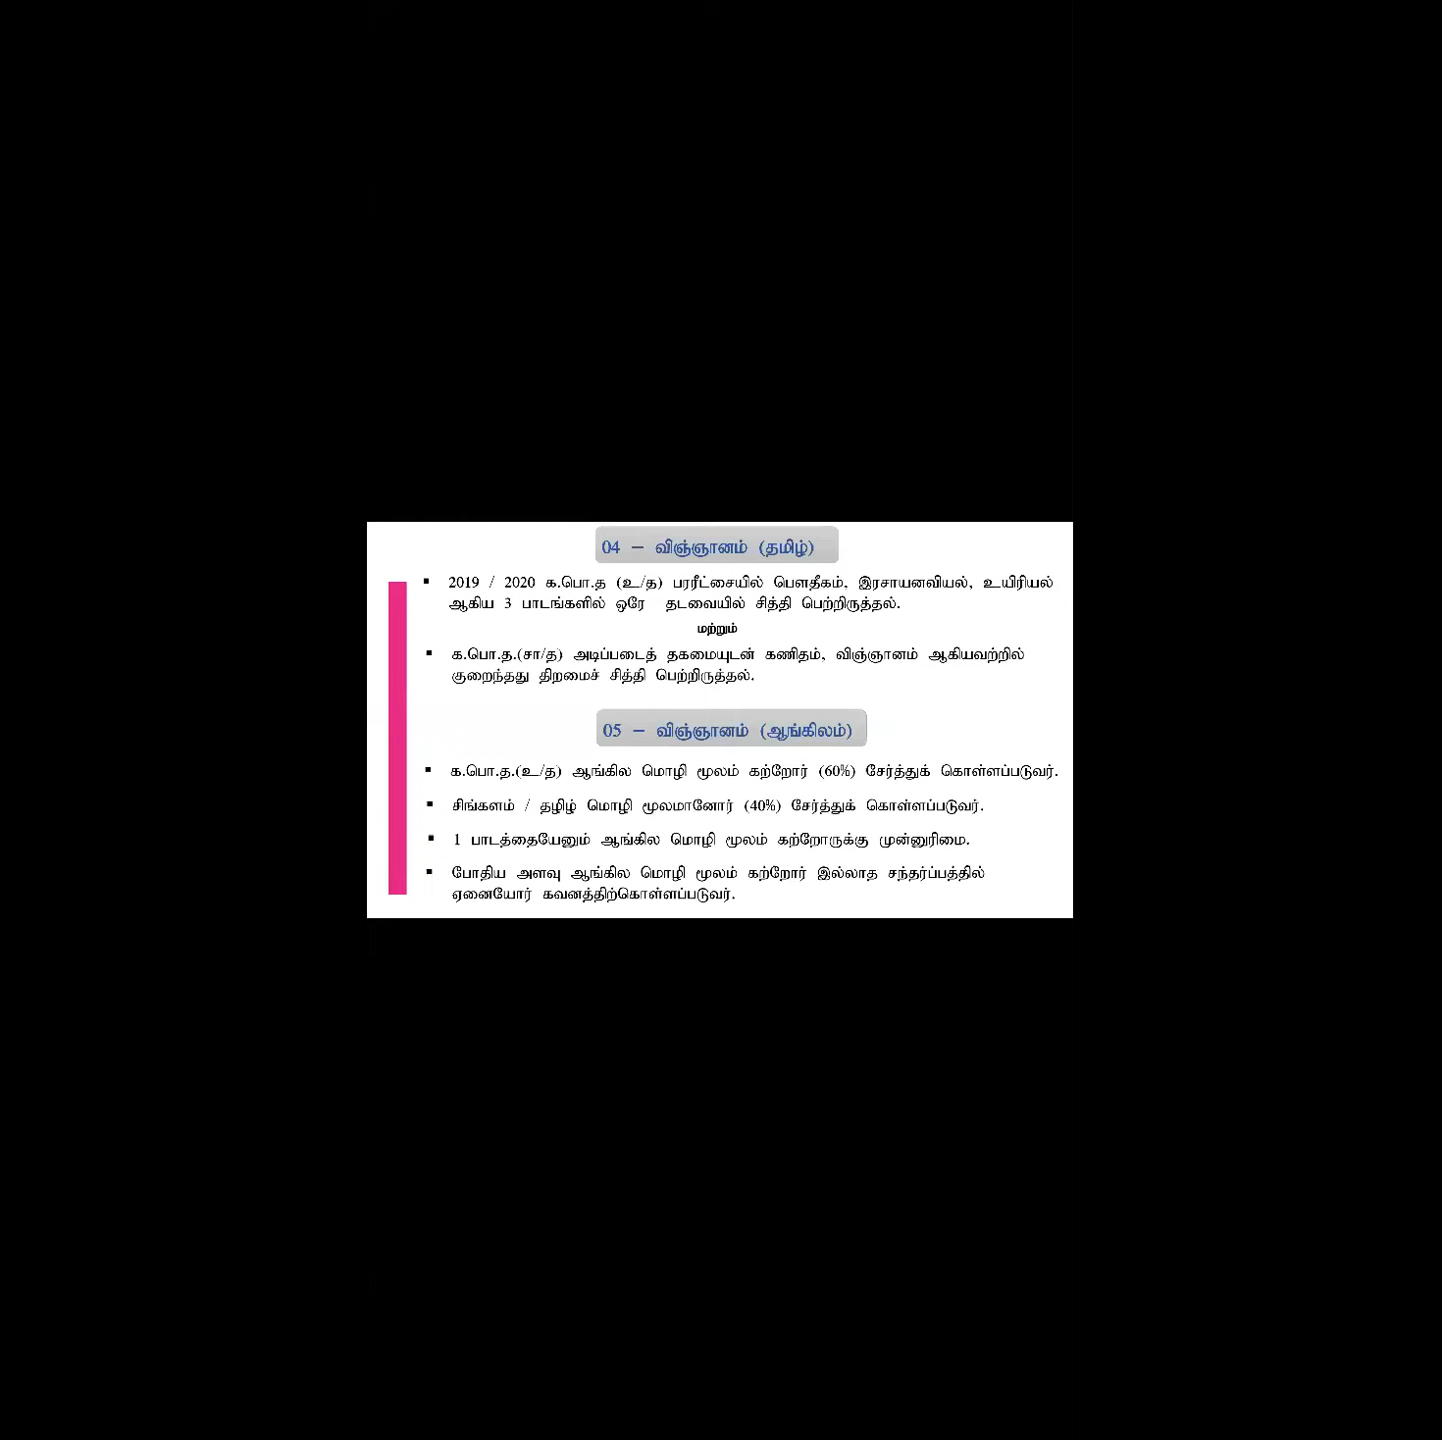 04 – விஞ்ஞானம் (தமிழ்)
▪ 2019 / 2020 க.பொ.த (உ/த) பரரீட்சையில் பௌதீகம், இரசாயனவியல், உயிரியல்
ஆகிய 3 பாடங்களில் ஒரே தடவையில் சித்தி பெற்றிருத்தல்.
மற்றும்
▪ க.பொ.த.(சா/த) அடிப்படைத் தகமையுடன் கணிதம், விஞ்ஞானம் ஆகியவற்றில்
குறைந்தது திறமைச் சித்தி பெற்றிருத்தல்.
05 – விஞ்ஞானம் (ஆங்கிலம்)
▪ க.பொ.த.(உ/த) ஆங்கில மொழி மூலம் கற்றோர் (60%) சேர்த்துக் கொள்ளப்படுவர்.
▪ சிங்களம் / தமிழ் மொழி மூலமானோர் (40%) சேர்த்துக் கொள்ளப்படுவர்.
▪ 1 பாடத்தையேனும் ஆங்கில மொழி மூலம் கற்றோருக்கு முன்னுரிமை.
▪ போதிய அளவு ஆங்கில மொழி மூலம் கற்றோர் இல்லாத சந்தர்ப்பத்தில்
ஏனையோர் கவனத்திற்கொள்ளப்படுவர்.